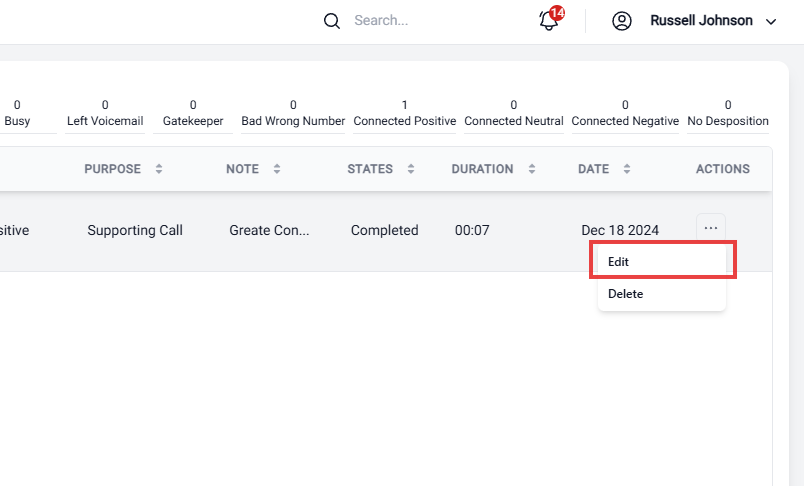 Search... 14 Russell Johnson
0 0 0 0 1 0 0 0
Busy Left Voicemail Gatekeeper Bad Wrong Number Connected Positive Connected Neutral Connected Negative No Desposition
PURPOSE NOTE STATES DURATION DATE ACTIONS
sitive Supporting Call Greate Con... Completed 00:07 Dec 18 2024 ...
Edit
Delete